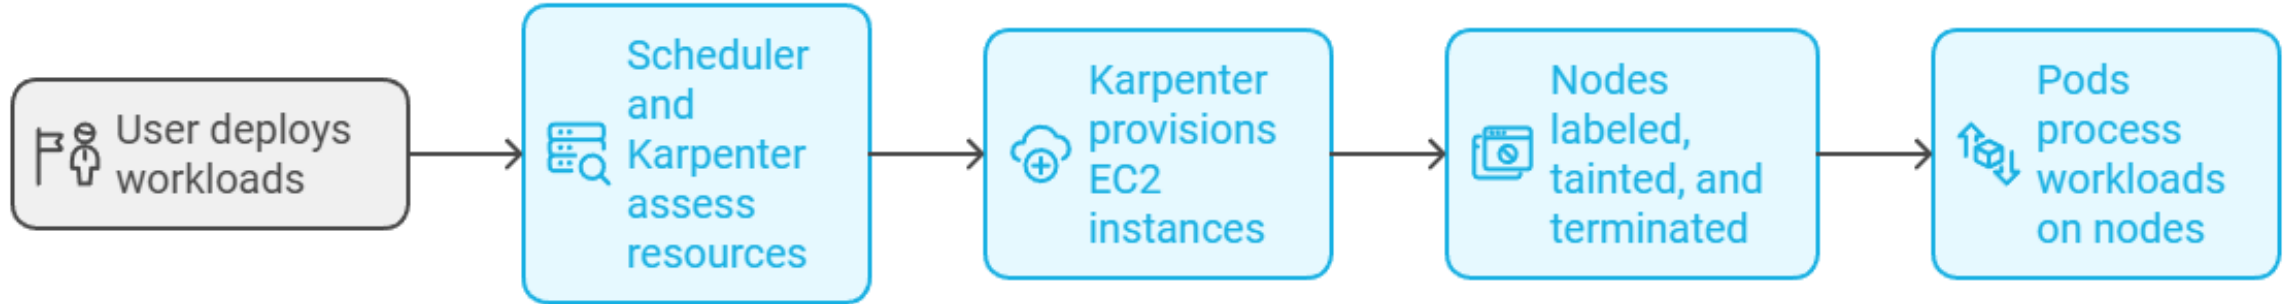 User deploys
workloads
Scheduler
and
Karpenter
assess
resources
Karpenter
provisions
EC2
instances
Nodes
labeled,
tainted, and
terminated
Pods
process
workloads
on nodes